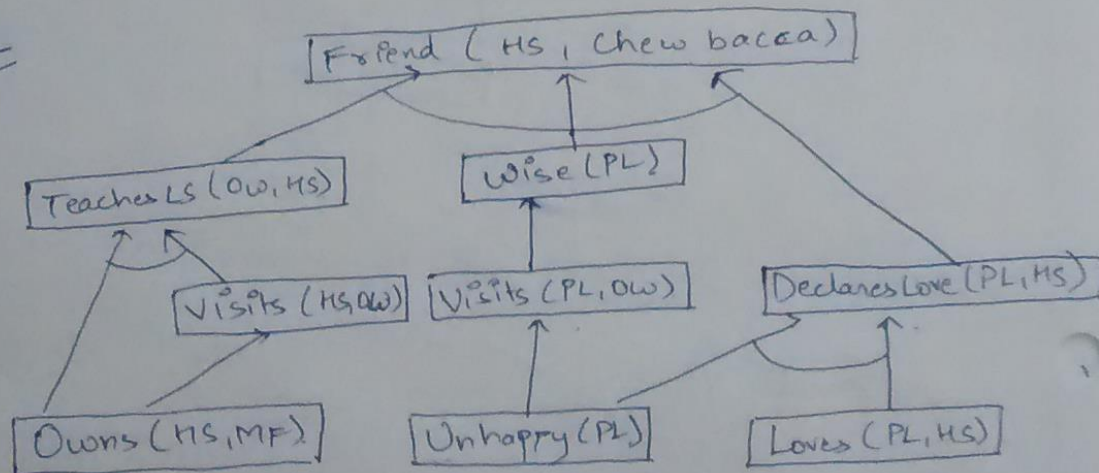 Friend (HS, Chewbacca)
TeachesLS (OW, HS)
Wise (PL)
Visits (HS, OW)
Visits (PL, OW)
DeclaresLove (PL, HS)
Owns (HS, MF)
Unhappy (PL)
Loves (PL, HS)